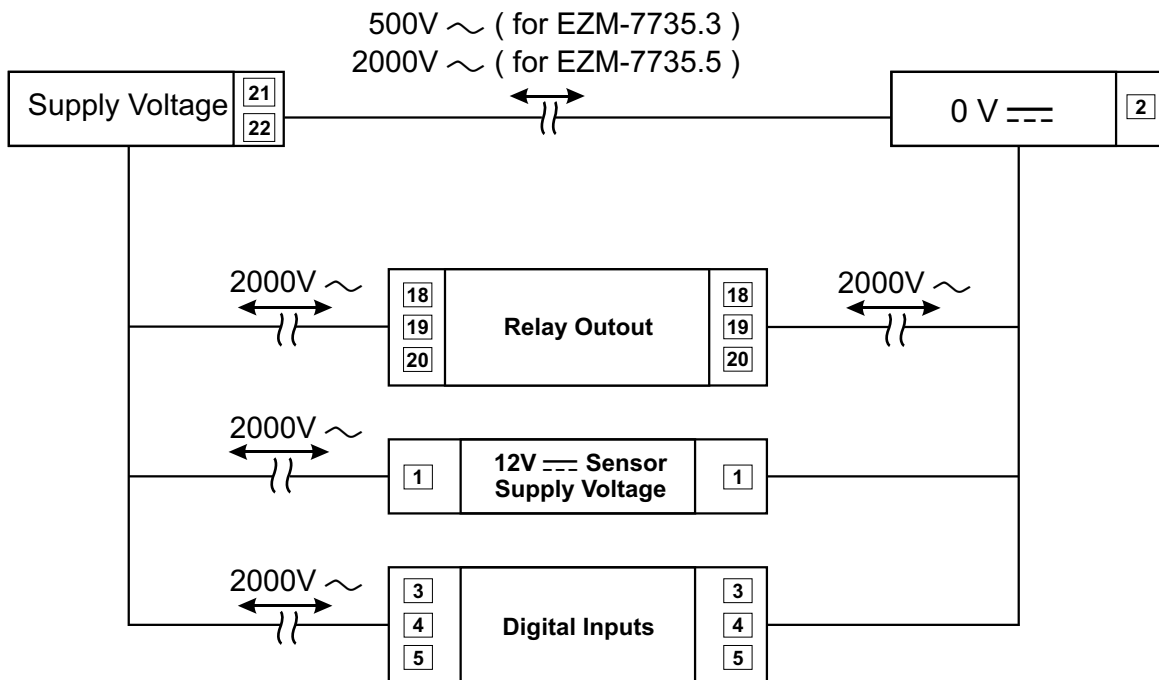 500V ~ ( for EZM-7735.3 )
2000V ~ ( for EZM-7735.5 )
Supply Voltage
21
22
0 V
2
2000V ~
18
19
20
Relay Outout
18
19
20
2000V ~
2000V ~
1
12V Sensor
Supply Voltage
1
2000V ~
3
4
5
Digital Inputs
3
4
5